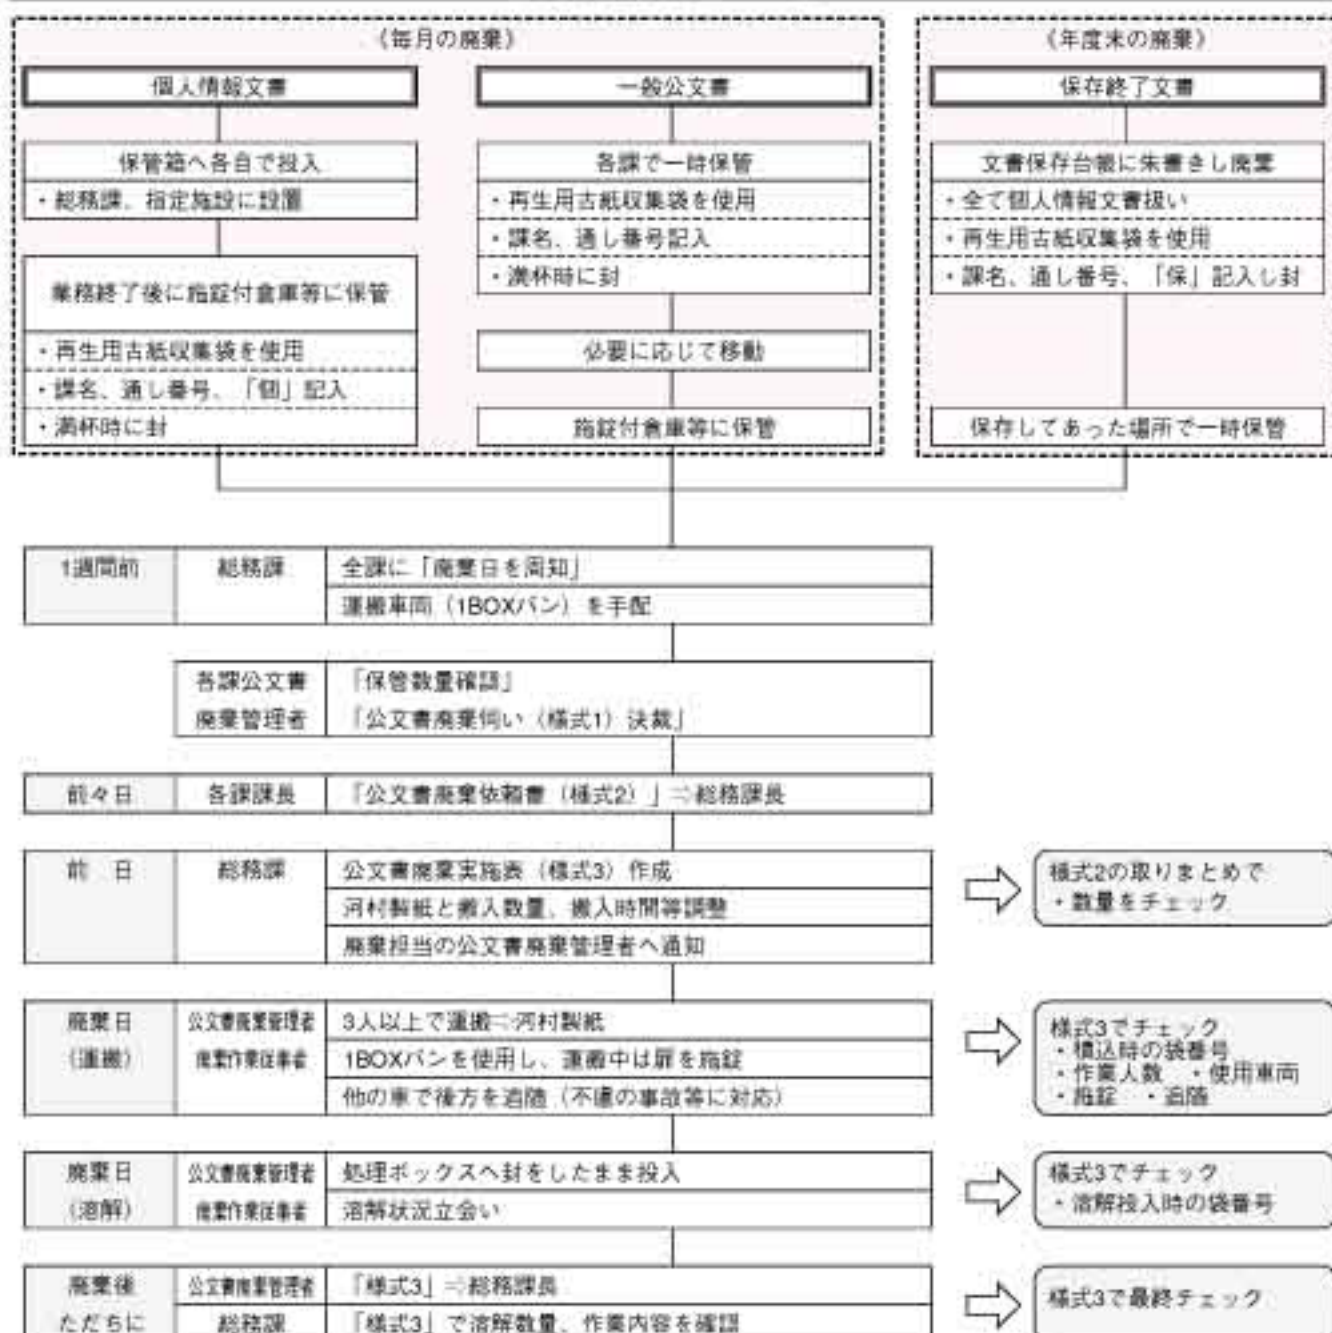 《毎月の廃棄》
個人情報文書
保管箱へ各自で投入
・総務課、指定施設に設置
業務終了後に施錠付倉庫等に保管
・再生用古紙収集袋を使用
・課名、通し番号、「個」記入
・満杯時に封
一般公文書
各課で一時保管
・再生用古紙収集袋を使用
・課名、通し番号記入
・満杯時に封
必要に応じて移動
施錠付倉庫等に保管
《年度末の廃棄》
保存終了文書
文書保存台帳に朱書きし廃棄
・全て個人情報文書扱い
・再生用古紙収集袋を使用
・課名、通し番号、「保」記入し封
保存してあった場所で一時保管
1週間前 総務課 全課に「廃棄日を周知」
運搬車両（1BOXバン）を手配
各課公文書 「保管数量確認」
廃棄管理者 「公文書廃棄伺い（様式1）決裁」
前々日 各課課長 「公文書廃棄依頼書（様式2）」⇒総務課長
前　日 総務課 公文書廃棄実施表（様式3）作成
河村製紙と搬入数量、搬入時間等調整
廃棄担当の公文書廃棄管理者へ通知
様式2の取りまとめで
・数量をチェック
廃棄日 公文書廃棄管理者 3人以上で運搬⇒河村製紙
（運搬） 廃棄作業従事者 1BOXバンを使用し、運搬中は扉を施錠
他の車で後方を追随（不慮の事故等に対応）
様式3でチェック
・積込時の袋番号
・作業人数　・使用車両
・施錠　・追随
廃棄日 公文書廃棄管理者 処理ボックスへ封をしたまま投入
（溶解） 廃棄作業従事者 溶解状況立会い
様式3でチェック
・溶解投入時の袋番号
廃棄後 公文書廃棄管理者 「様式3」⇒総務課長
ただちに 総務課 「様式3」で溶解数量、作業内容を確認
様式3で最終チェック